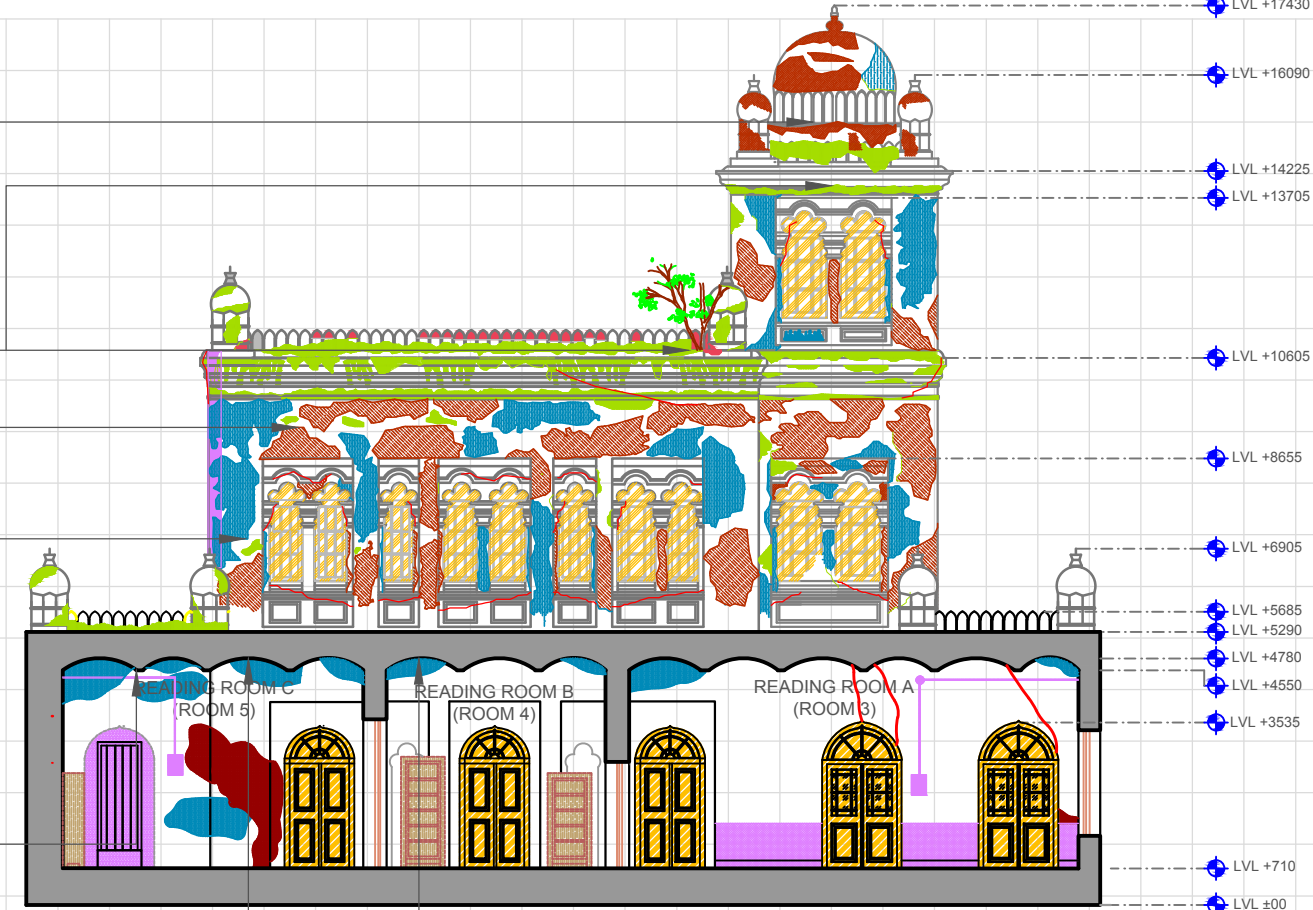 LVL +17430
LVL +16090
LVL +14225
LVL +13705
LVL +10605
LVL +8655
LVL +6905
LVL +5685
LVL +5290
LVL +4780
LVL +4550
READING ROOM C
(ROOM 5)
READING ROOM B
(ROOM 4)
READING ROOM A
(ROOM 3)
LVL +3535
LVL +710
LVL ±00